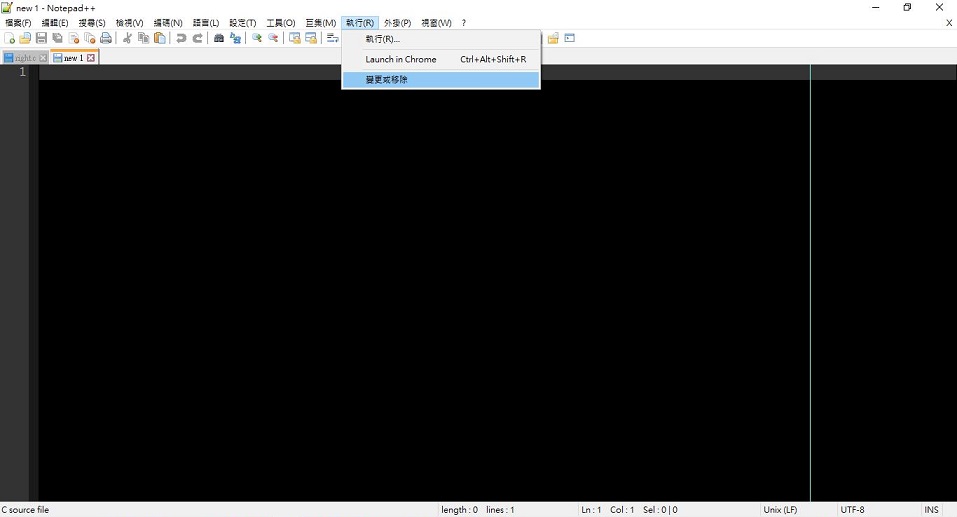 new 1 - Notepad++
檔案(F) 編輯(E) 搜尋(S) 檢視(V) 編碼(N) 語言(L) 設定(T) 工具(O) 巨集(M) 執行(R) 外掛(P) 視窗(W) ? X
new 1
執行(R)...
Launch in Chrome Ctrl+Alt+Shift+R
變更或移除
1
C source file length : 0 lines : 1 Ln : 1 Col : 1 Sel : 0 | 0 Unix (LF) UTF-8 INS